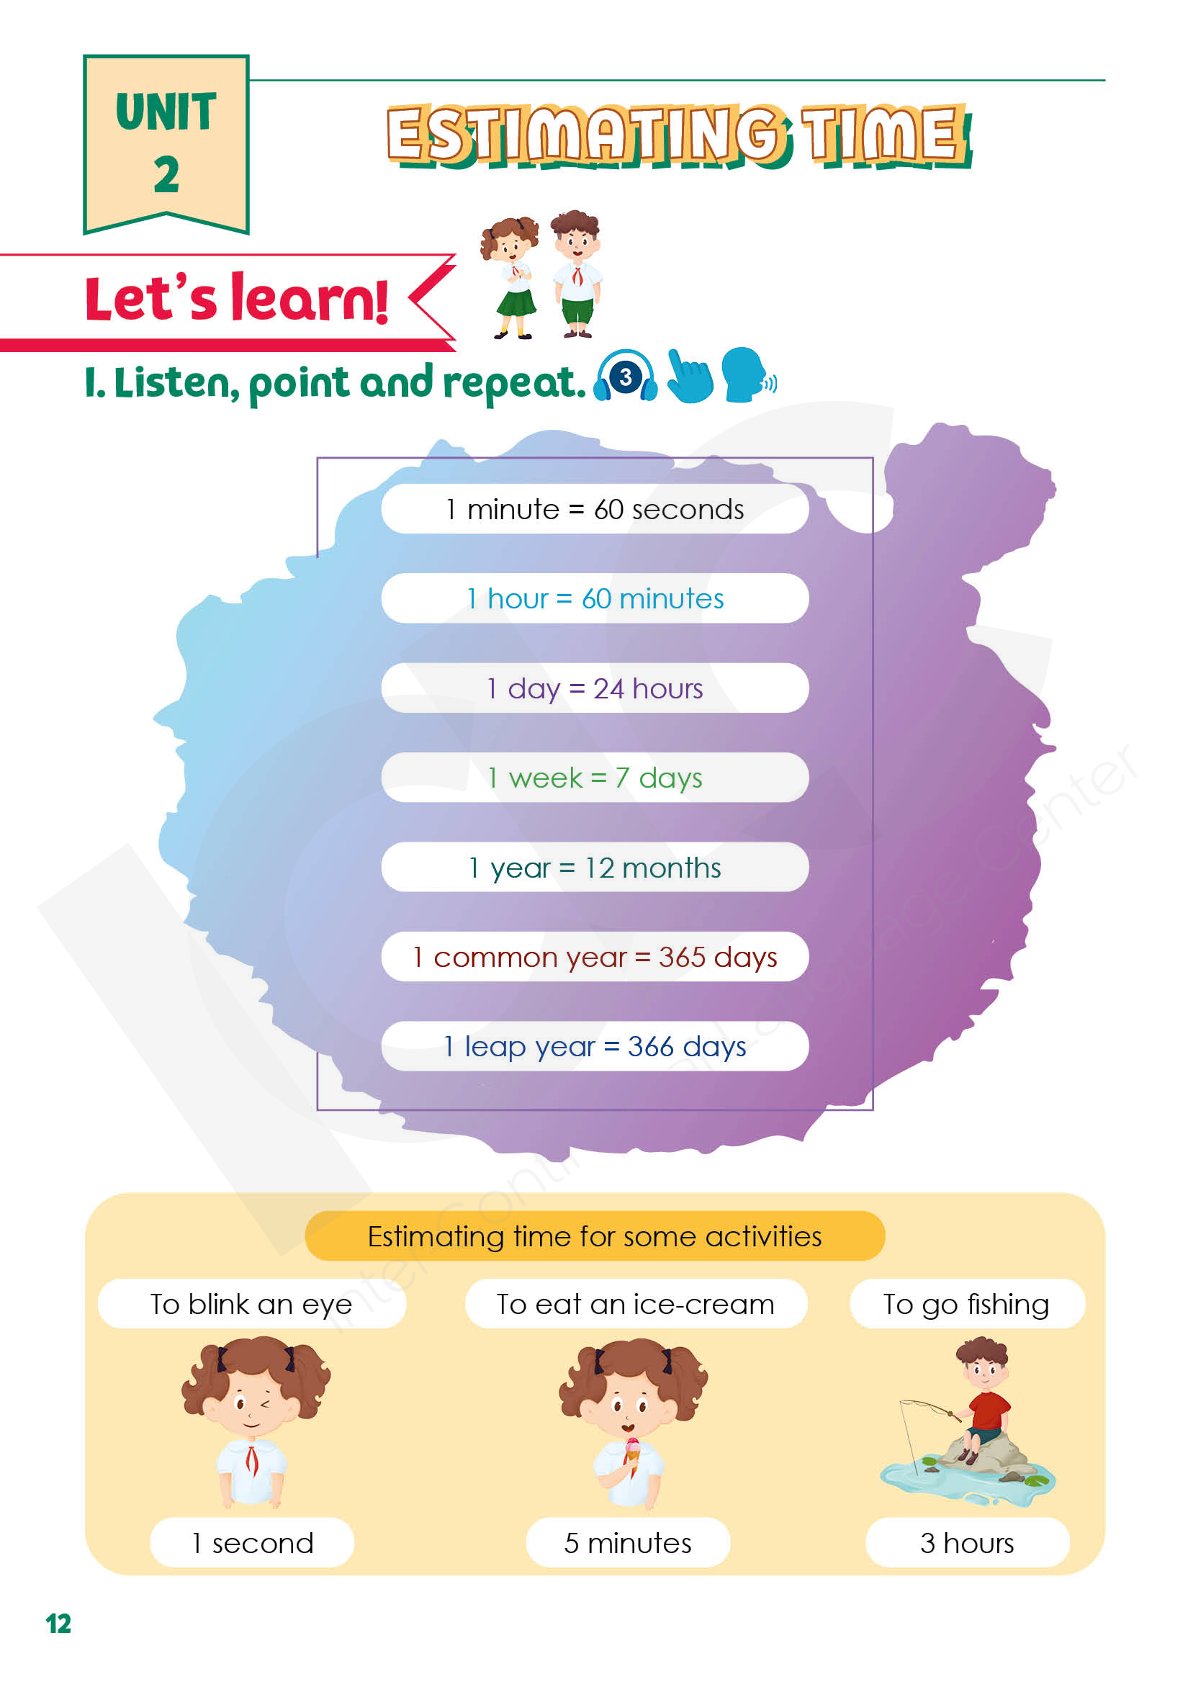 UNIT
2
ESTIMATING TIME
Let's learn!
1. Listen, point and repeat.
3
1 minute = 60 seconds
1 hour = 60 minutes
1 day = 24 hours
1 week = 7 days
1 year = 12 months
1 common year = 365 days
1 leap year = 366 days
Estimating time for some activities
To blink an eye
To eat an ice-cream
To go fishing
1 second
5 minutes
3 hours
12